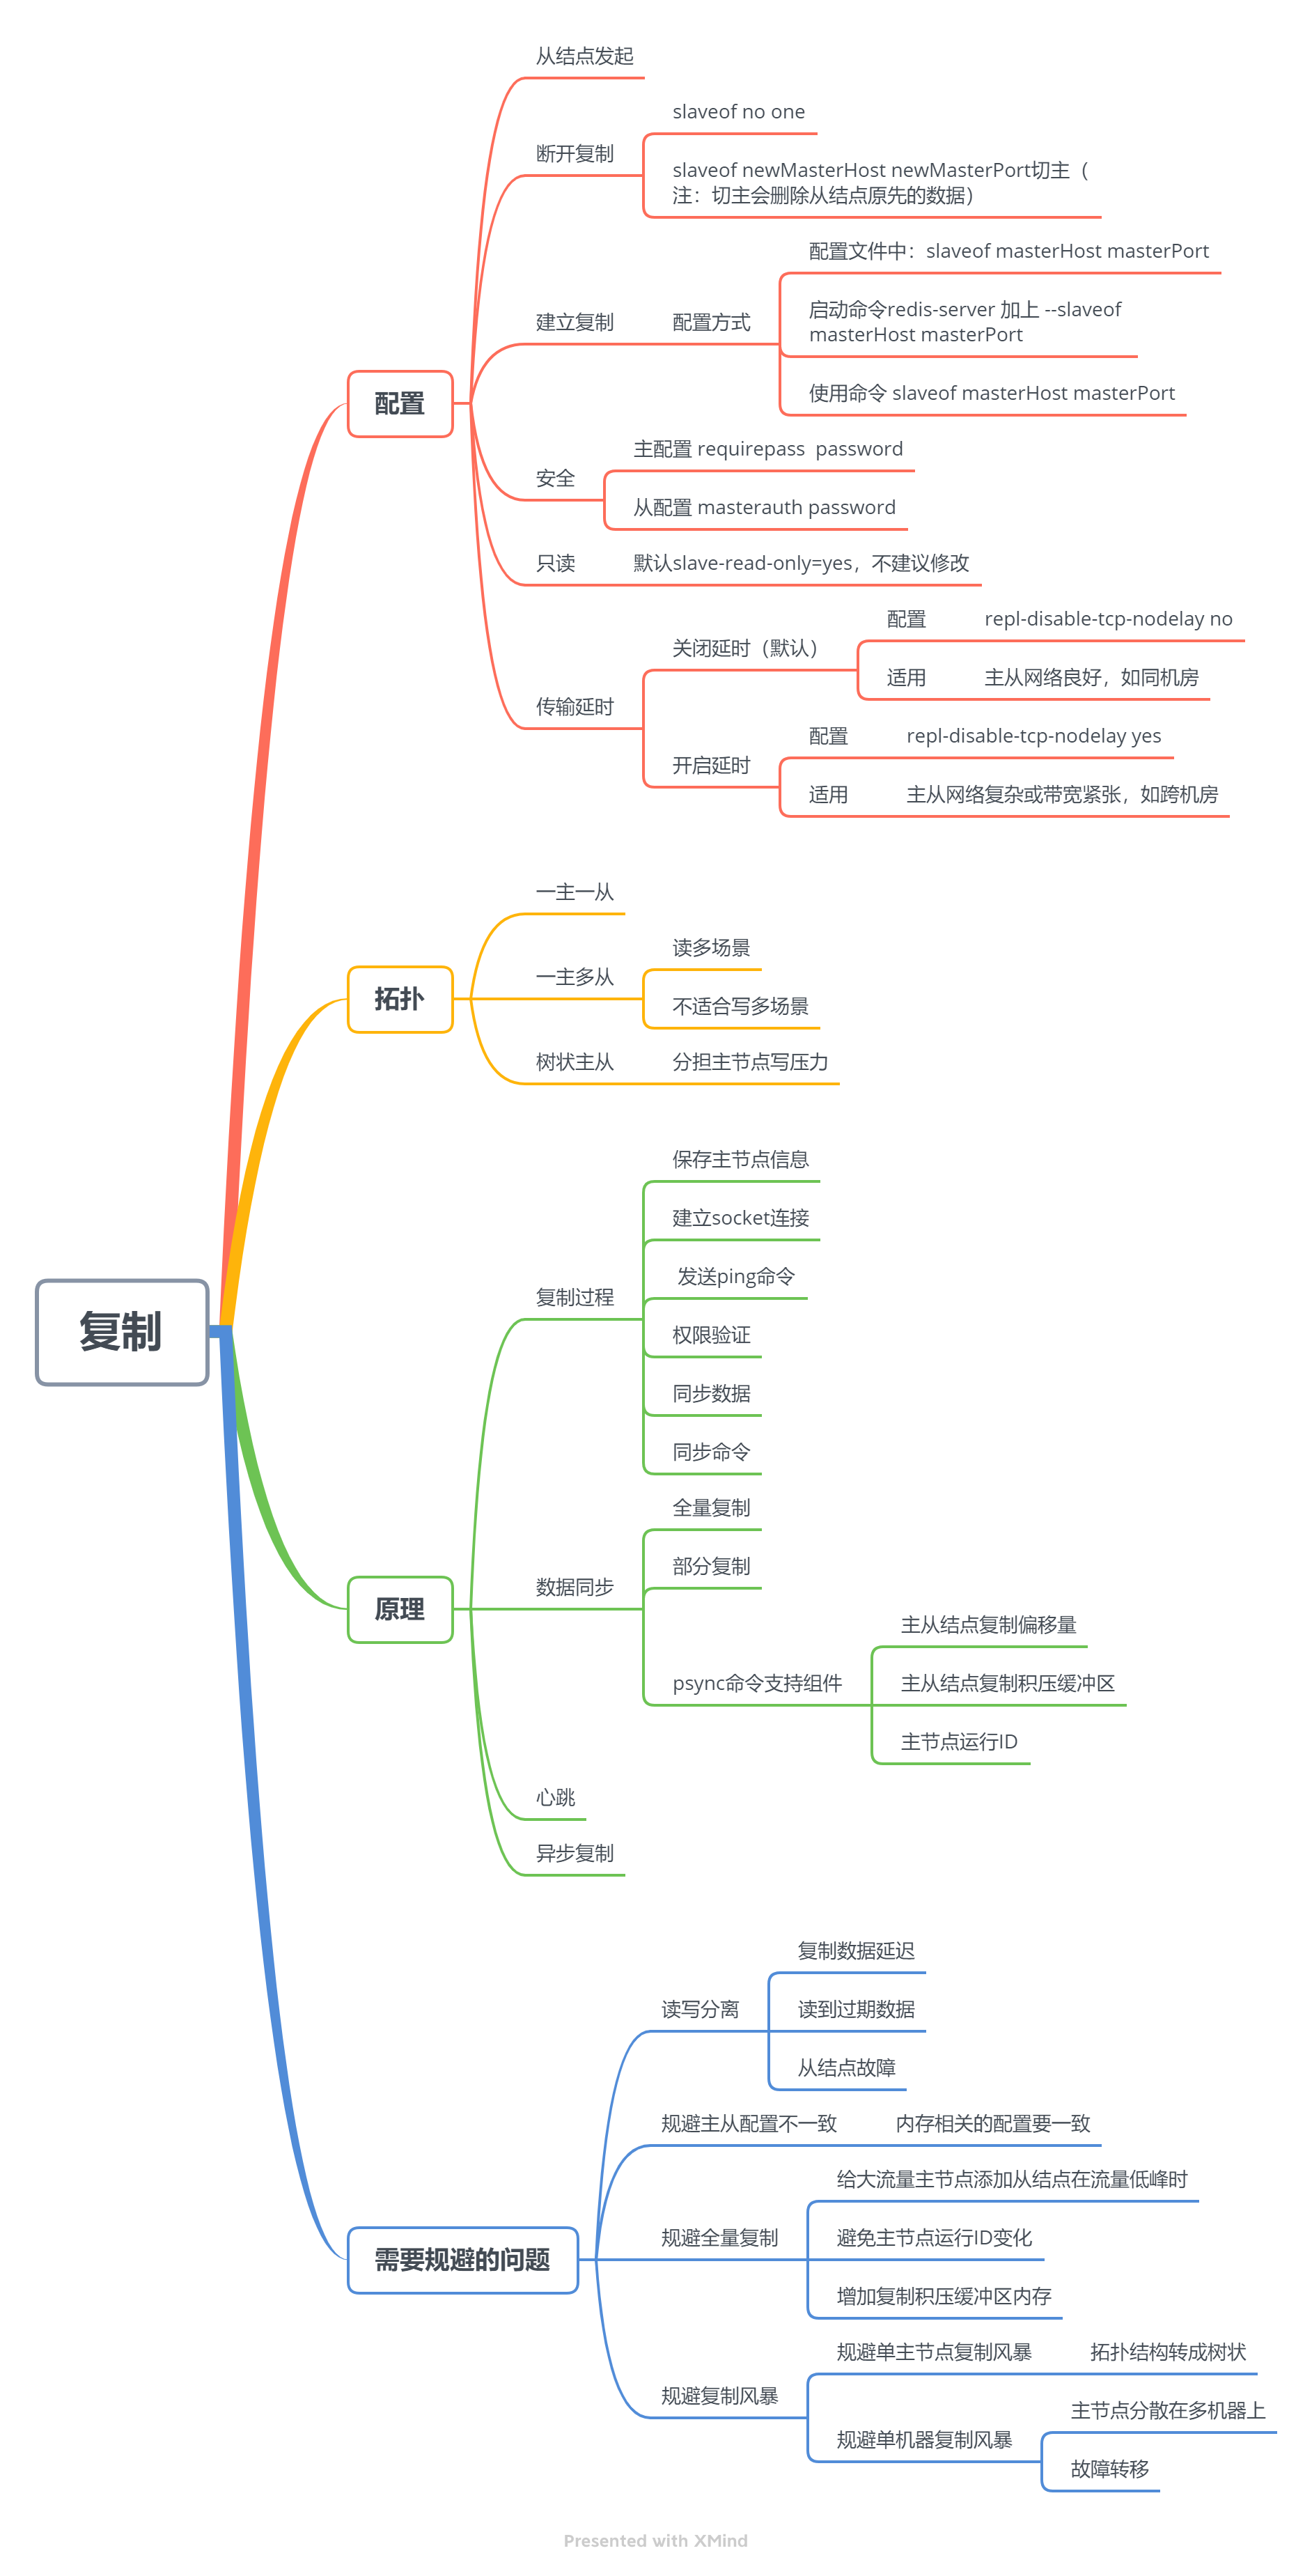 从结点发起
slaveof no one
断开复制
slaveof newMasterHost newMasterPort切主（
注：切主会删除从结点原先的数据）
配置文件中：slaveof masterHost masterPort
启动命令redis-server 加上 --slaveof
masterHost masterPort
建立复制
配置方式
使用命令 slaveof masterHost masterPort
配置
主配置 requirepass  password
安全
从配置 masterauth password
只读
默认slave-read-only=yes，不建议修改
配置
repl-disable-tcp-nodelay no
关闭延时（默认）
适用
主从网络良好，如同机房
传输延时
配置
repl-disable-tcp-nodelay yes
开启延时
适用
主从网络复杂或带宽紧张，如跨机房
一主一从
读多场景
一主多从
拓扑
不适合写多场景
树状主从
分担主节点写压力
保存主节点信息
建立socket连接
发送ping命令
复制过程
复制
权限验证
同步数据
同步命令
全量复制
部分复制
数据同步
原理
主从结点复制偏移量
psync命令支持组件
主从结点复制积压缓冲区
主节点运行ID
心跳
异步复制
复制数据延迟
读写分离
读到过期数据
从结点故障
规避主从配置不一致
内存相关的配置要一致
给大流量主节点添加从结点在流量低峰时
规避全量复制
避免主节点运行ID变化
需要规避的问题
增加复制积压缓冲区内存
规避单主节点复制风暴
拓扑结构转成树状
规避复制风暴
主节点分散在多机器上
规避单机器复制风暴
故障转移
Presented with XMind